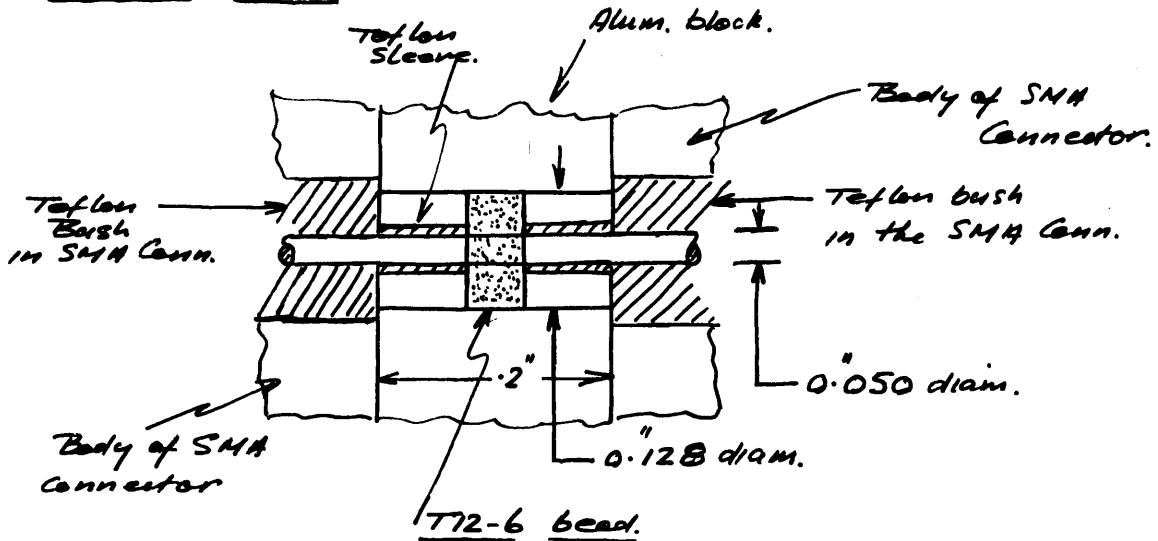 Teflon
Sleeve.
Alum. block.
Body of SMA
Connector.
Teflon
Bush
in SMA Conn.
Teflon bush
in the SMA Conn.
.2"
0."050 diam.
Body of SMA
connector
0."128 diam.
T12-6 bead.